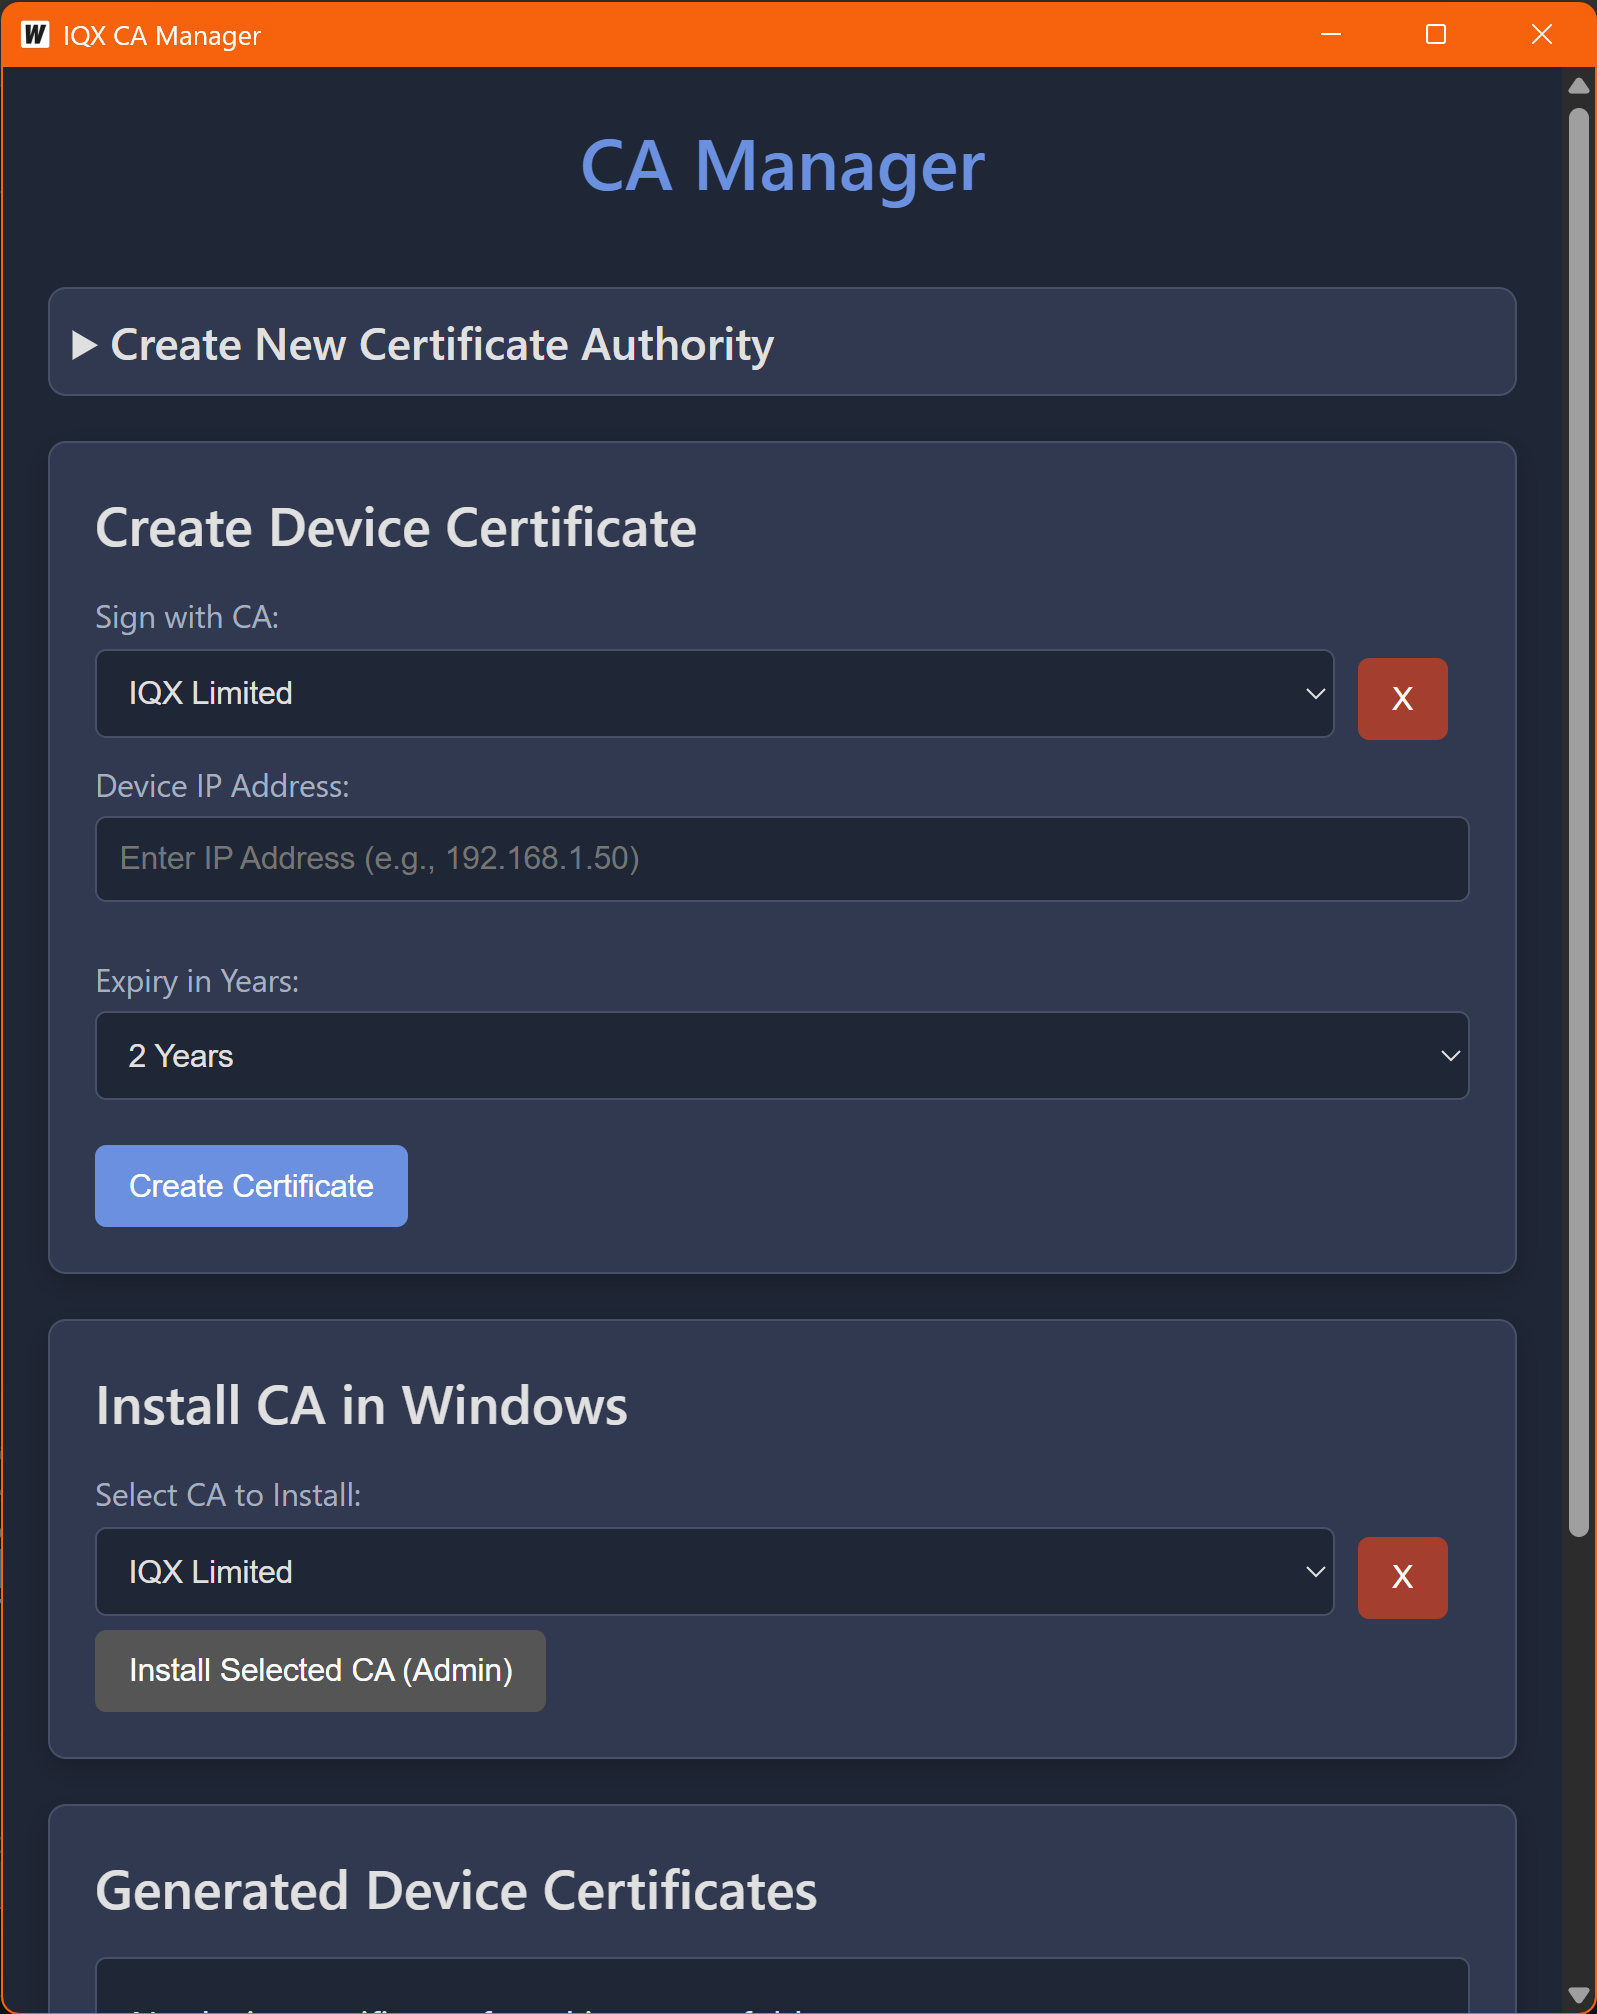 W IQX CA Manager
CA Manager
Create New Certificate Authority
Create Device Certificate
Sign with CA:
IQX Limited
X
Device IP Address:
Enter IP Address (e.g., 192.168.1.50)
Expiry in Years:
2 Years
Create Certificate
Install CA in Windows
Select CA to Install:
IQX Limited
X
Install Selected CA (Admin)
Generated Device Certificates